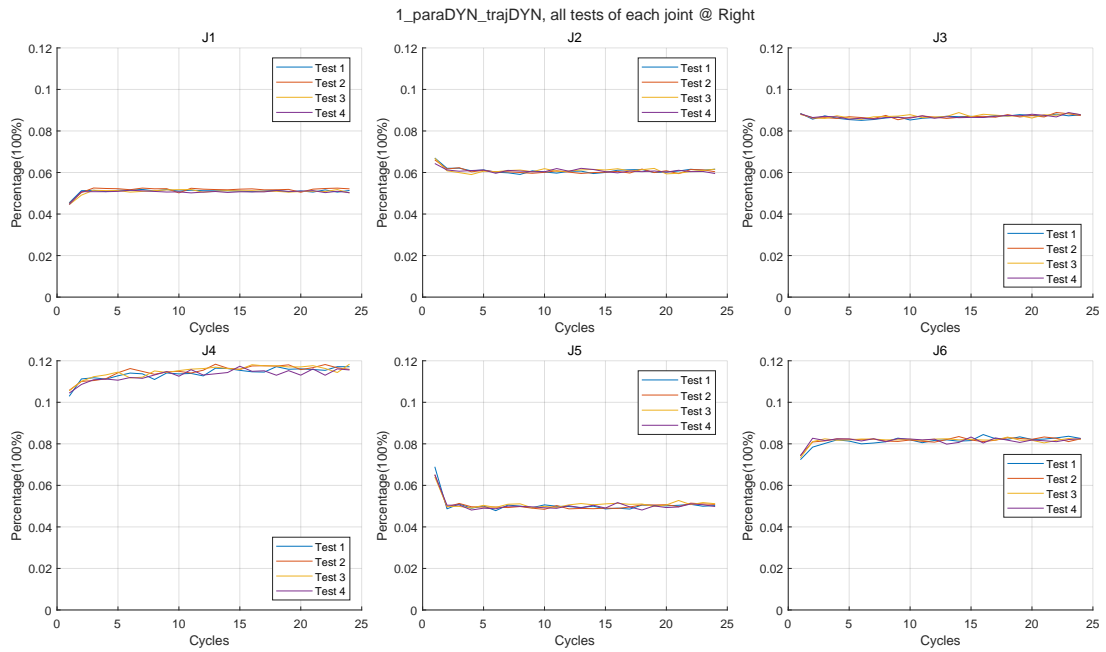 1_paraDYN_trajDYN, all tests of each joint @ Right
J1
Percentage(100%)
0.12
0.1
0.08
0.06
0.04
0.02
0
0
5
10
15
20
25
Cycles
Test 1
Test 2
Test 3
Test 4
J2
Percentage(100%)
0.12
0.1
0.08
0.06
0.04
0.02
0
0
5
10
15
20
25
Cycles
Test 1
Test 2
Test 3
Test 4
J3
Percentage(100%)
0.12
0.1
0.08
0.06
0.04
0.02
0
0
5
10
15
20
25
Cycles
Test 1
Test 2
Test 3
Test 4
J4
Percentage(100%)
0.12
0.1
0.08
0.06
0.04
0.02
0
0
5
10
15
20
25
Cycles
Test 1
Test 2
Test 3
Test 4
J5
Percentage(100%)
0.12
0.1
0.08
0.06
0.04
0.02
0
0
5
10
15
20
25
Cycles
Test 1
Test 2
Test 3
Test 4
J6
Percentage(100%)
0.12
0.1
0.08
0.06
0.04
0.02
0
0
5
10
15
20
25
Cycles
Test 1
Test 2
Test 3
Test 4